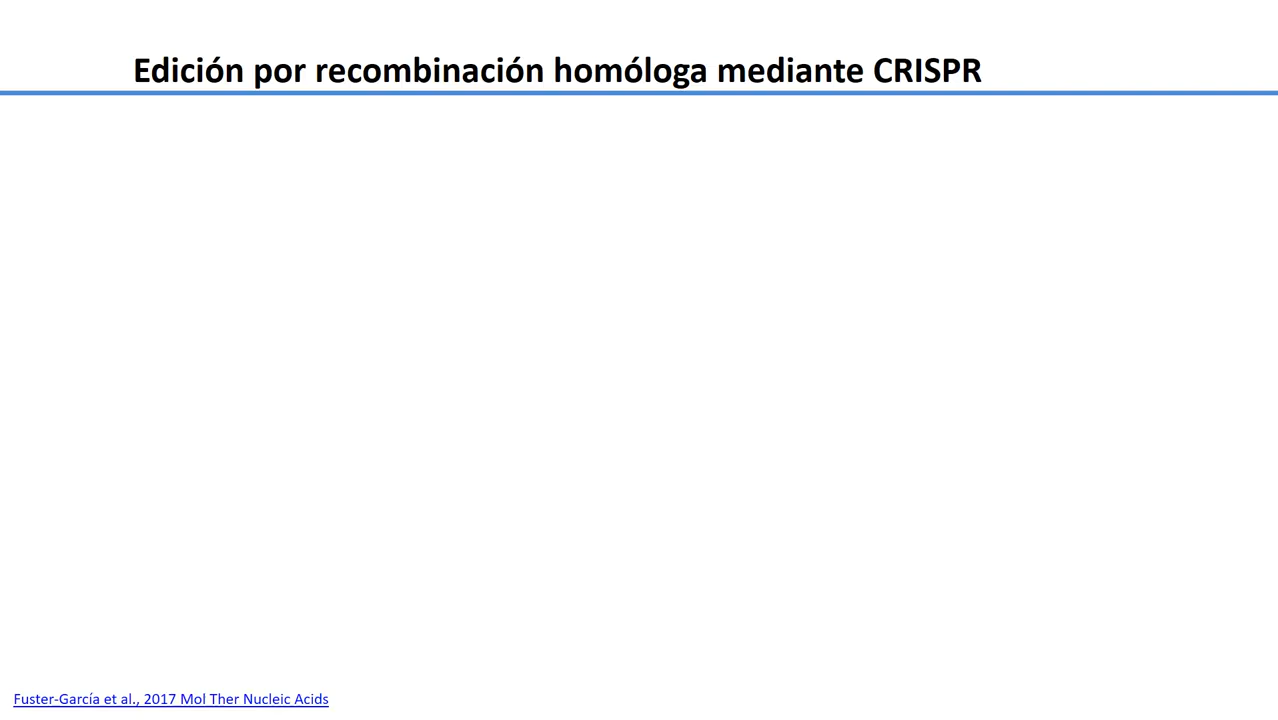 Edición por recombinación homóloga mediante CRISPR
Fuster-García et al., 2017 Mol Ther Nucleic Acids